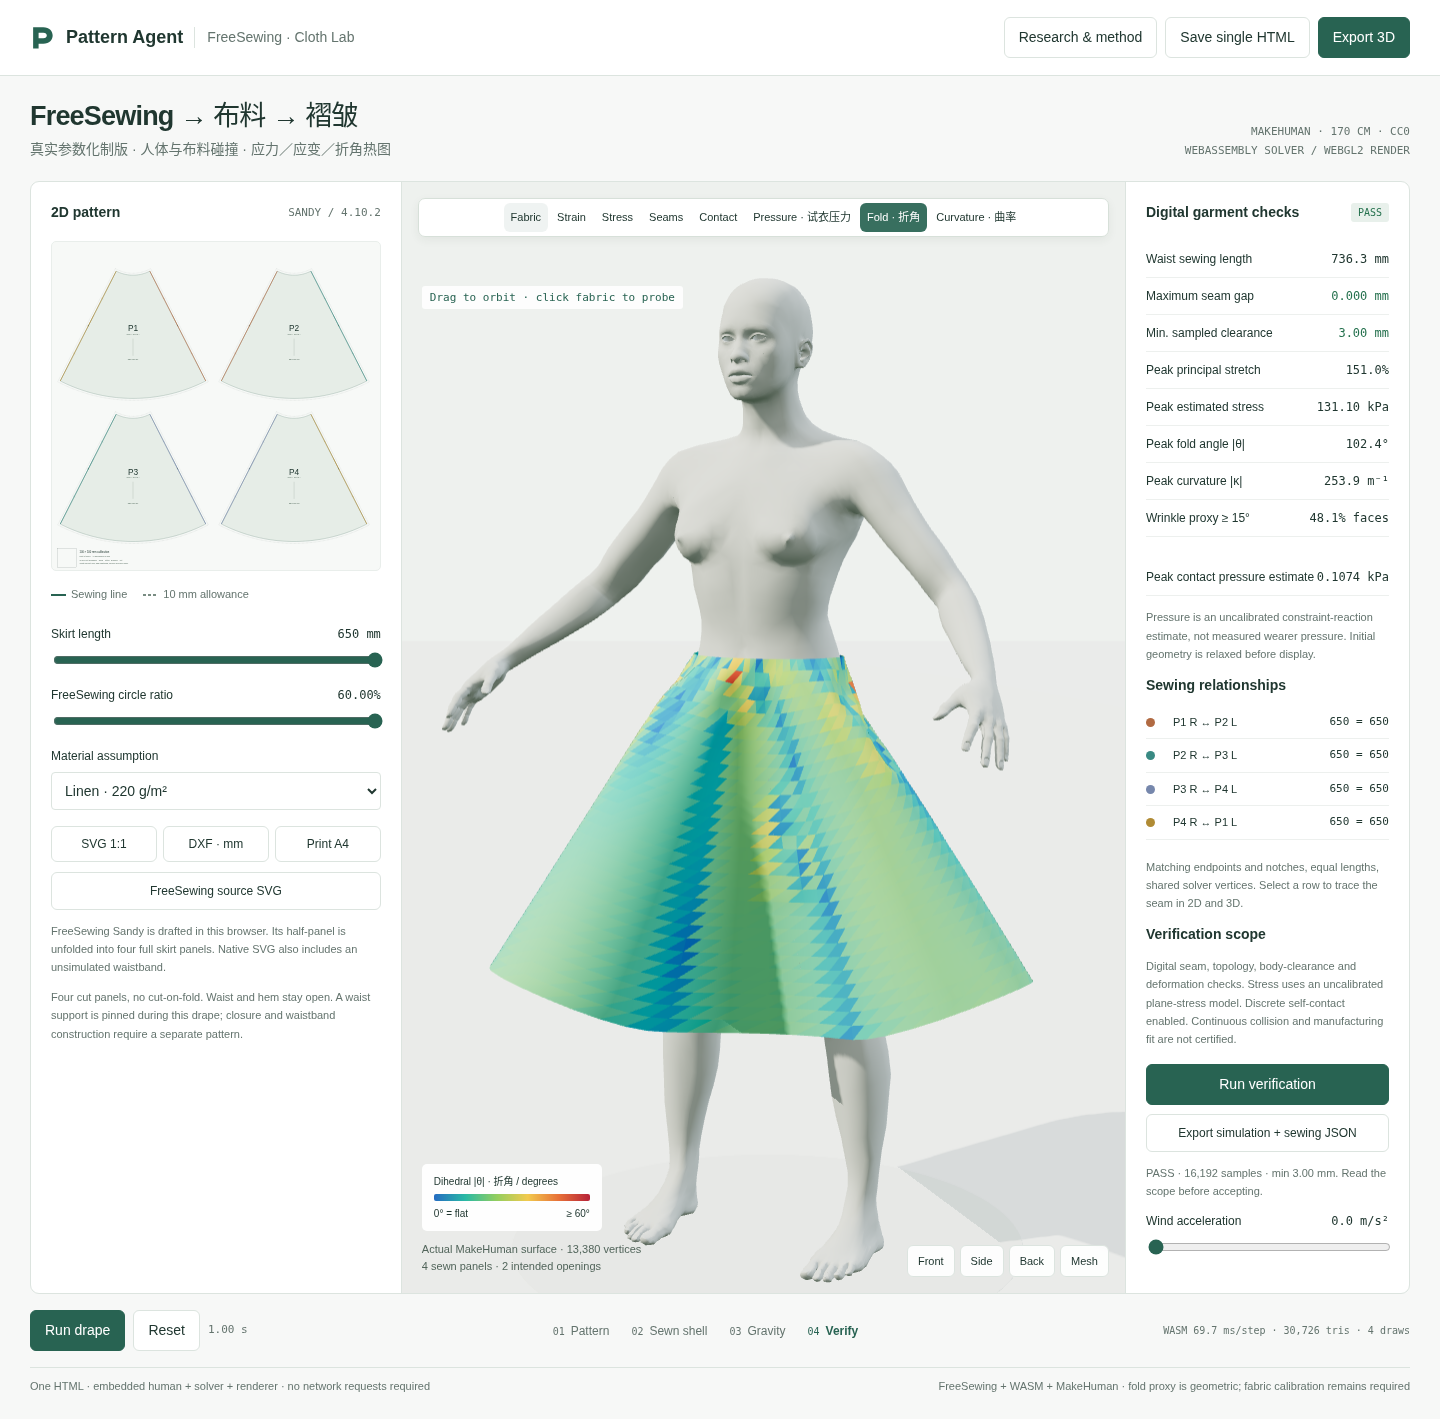 Pattern Agent
FreeSewing · Cloth Lab
Research & method
Save single HTML
Export 3D
FreeSewing → 布料 → 褶皱
真实参数化制版 · 人体与布料碰撞 · 应力／应变／折角热图
MAKEHUMAN · 170 CM · CC0
WEBASSEMBLY SOLVER / WEBGL2 RENDER
2D pattern
SANDY / 4.10.2
P1
P2
P3
P4
Sewing line
10 mm allowance
Skirt length
650 mm
FreeSewing circle ratio
60.00%
Material assumption
Linen · 220 g/m²
SVG 1:1
DXF · mm
Print A4
FreeSewing source SVG
FreeSewing Sandy is drafted in this browser. Its half-panel is
unfolded into four full skirt panels. Native SVG also includes an
unsimulated waistband.
Four cut panels, no cut-on-fold. Waist and hem stay open. A waist
support is pinned during this drape; closure and waistband
construction require a separate pattern.
Fabric
Strain
Stress
Seams
Contact
Pressure · 试衣压力
Fold · 折角
Curvature · 曲率
Drag to orbit · click fabric to probe
Dihedral |θ| · 折角 / degrees
0° = flat
≥ 60°
Actual MakeHuman surface · 13,380 vertices
4 sewn panels · 2 intended openings
Front
Side
Back
Mesh
Digital garment checks
PASS
Waist sewing length 736.3 mm
Maximum seam gap 0.000 mm
Min. sampled clearance 3.00 mm
Peak principal stretch 151.0%
Peak estimated stress 131.10 kPa
Peak fold angle |θ| 102.4°
Peak curvature |κ| 253.9 m⁻¹
Wrinkle proxy ≥ 15° 48.1% faces
Peak contact pressure estimate 0.1074 kPa
Pressure is an uncalibrated constraint-reaction
estimate, not measured wearer pressure. Initial
geometry is relaxed before display.
Sewing relationships
P1 R ↔ P2 L 650 = 650
P2 R ↔ P3 L 650 = 650
P3 R ↔ P4 L 650 = 650
P4 R ↔ P1 L 650 = 650
Matching endpoints and notches, equal lengths,
shared solver vertices. Select a row to trace the
seam in 2D and 3D.
Verification scope
Digital seam, topology, body-clearance and
deformation checks. Stress uses an uncalibrated
plane-stress model. Discrete self-contact
enabled. Continuous collision and manufacturing
fit are not certified.
Run verification
Export simulation + sewing JSON
PASS · 16,192 samples · min 3.00 mm. Read the
scope before accepting.
Wind acceleration 0.0 m/s²
Run drape
Reset
1.00 s
01 Pattern
02 Sewn shell
03 Gravity
04 Verify
WASM 69.7 ms/step · 30,726 tris · 4 draws
One HTML · embedded human + solver + renderer · no network requests required
FreeSewing + WASM + MakeHuman · fold proxy is geometric; fabric calibration remains required